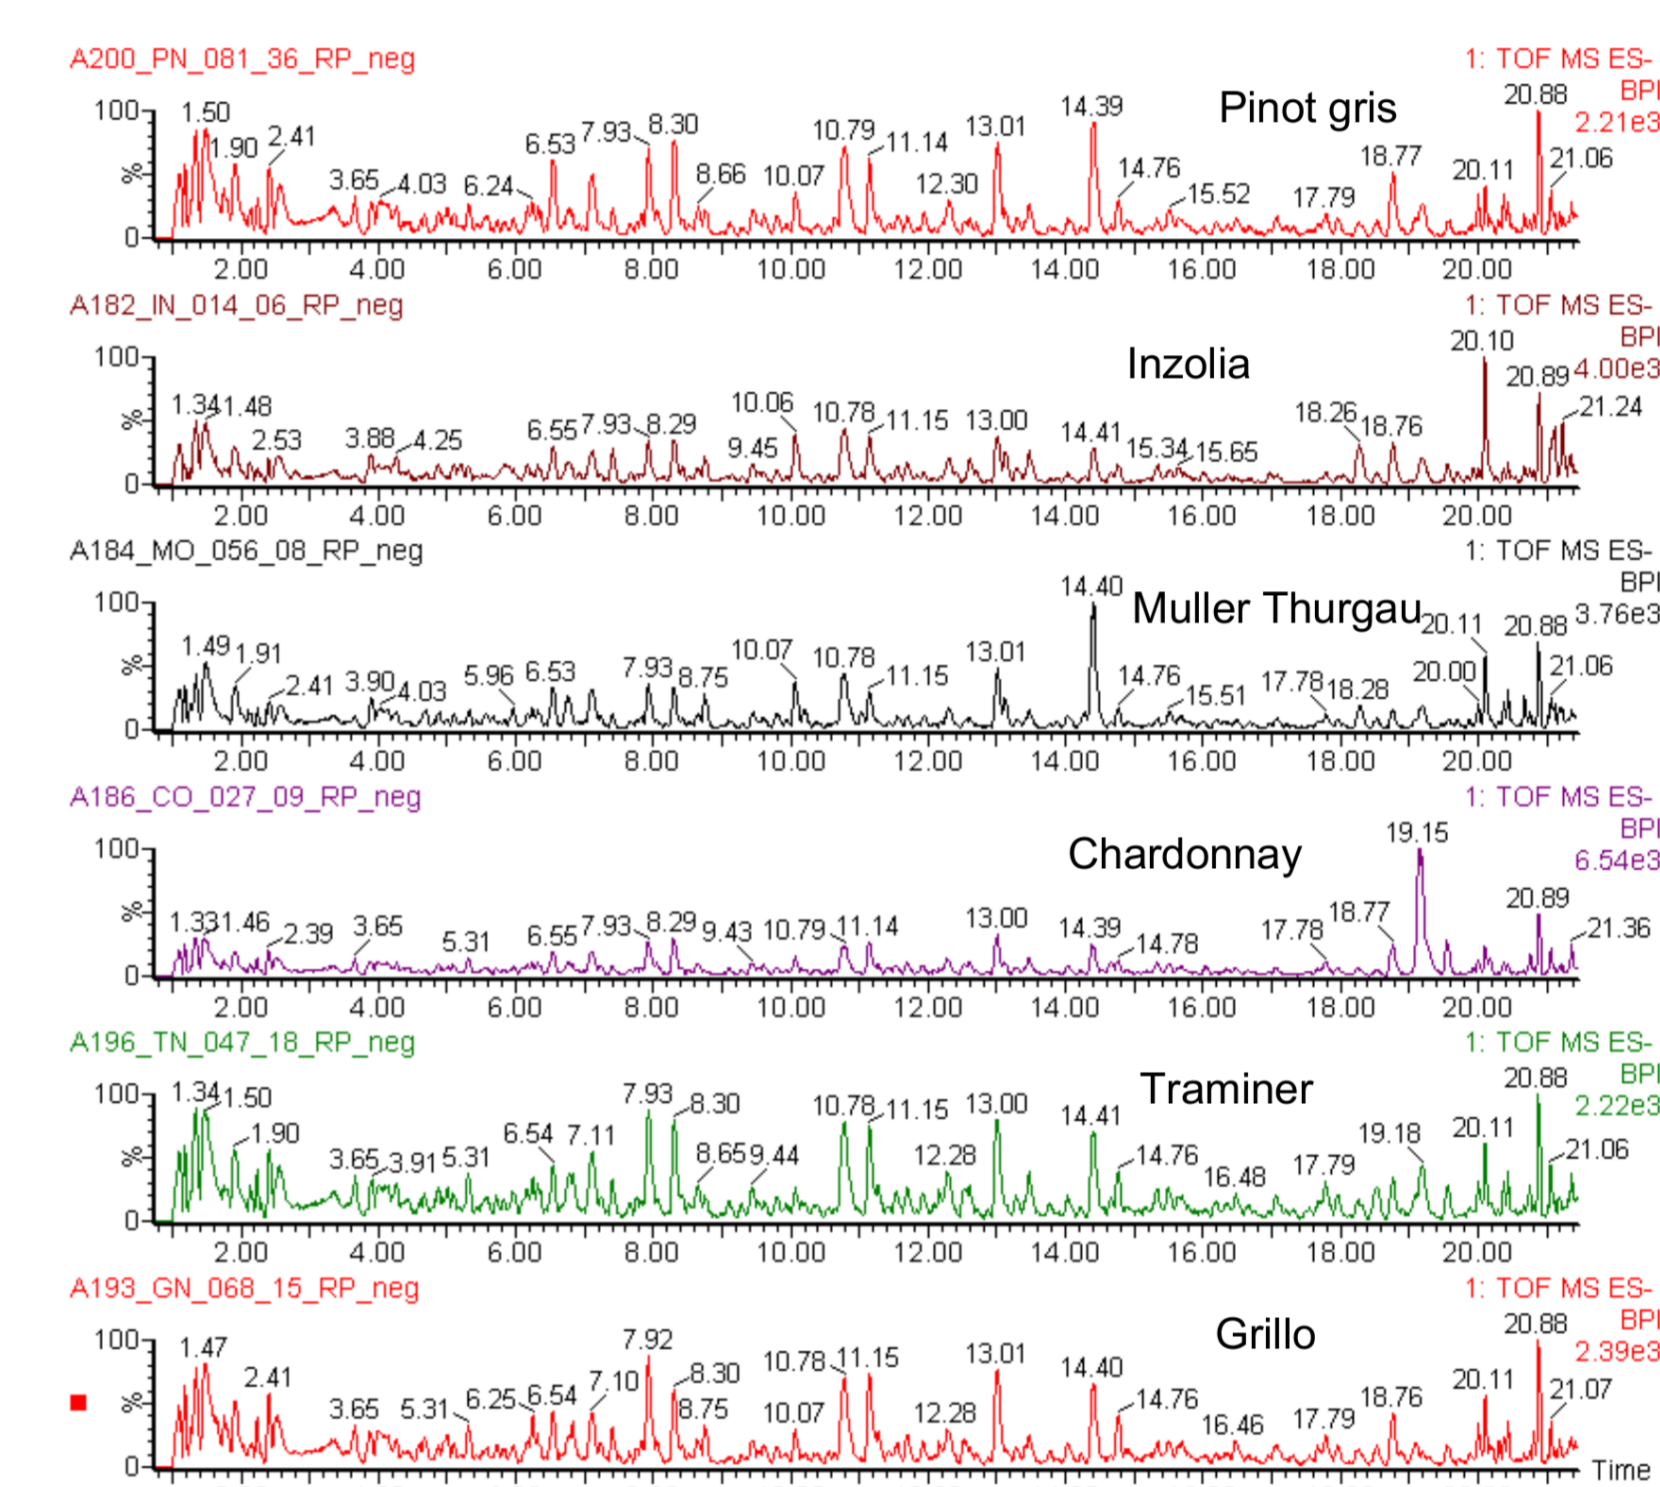 A200_PN_081_36_RP_neg 1: TOF MS ES-
BPI
2.21e3
Pinot gris
100
%
0
1.50 1.90 2.41 3.65 4.03 6.24 6.53 7.93 8.30 8.66 10.07 10.79 11.14 12.30 13.01 14.39 14.76 15.52 17.79 18.77 20.11 20.88 21.06
2.00 4.00 6.00 8.00 10.00 12.00 14.00 16.00 18.00 20.00
A182_IN_014_06_RP_neg 1: TOF MS ES-
BPI
4.00e3
Inzolia
100
%
0
1.34 1.48 2.53 3.88 4.25 6.55 7.93 8.29 9.45 10.06 10.78 11.15 13.00 14.41 15.34 15.65 18.26 18.76 20.10 20.89 21.24
2.00 4.00 6.00 8.00 10.00 12.00 14.00 16.00 18.00 20.00
A184_MO_056_08_RP_neg 1: TOF MS ES-
BPI
3.76e3
Muller Thurgau
100
%
0
1.49 1.91 2.41 3.90 4.03 5.96 6.53 7.93 8.75 10.07 10.78 11.15 13.01 14.40 14.76 15.51 17.78 18.28 20.00 20.11 20.88 21.06
2.00 4.00 6.00 8.00 10.00 12.00 14.00 16.00 18.00 20.00
A186_CO_027_09_RP_neg 1: TOF MS ES-
BPI
6.54e3
Chardonnay
100
%
0
1.33 1.46 2.39 3.65 5.31 6.55 7.93 8.29 9.43 10.79 11.14 13.00 14.39 14.78 17.78 18.77 19.15 20.89 21.36
2.00 4.00 6.00 8.00 10.00 12.00 14.00 16.00 18.00 20.00
A196_TN_047_18_RP_neg 1: TOF MS ES-
BPI
2.22e3
Traminer
100
%
0
1.34 1.50 1.90 3.65 3.91 5.31 6.54 7.11 7.93 8.30 8.65 9.44 10.78 11.15 12.28 13.00 14.41 14.76 16.48 17.79 19.18 20.11 20.88 21.06
2.00 4.00 6.00 8.00 10.00 12.00 14.00 16.00 18.00 20.00
A193_GN_068_15_RP_neg 1: TOF MS ES-
BPI
2.39e3
Grillo
100
%
0
1.47 2.41 3.65 5.31 6.25 6.54 7.10 7.92 8.30 8.75 10.07 10.78 11.15 12.28 13.01 14.40 14.76 16.46 17.79 18.76 20.11 20.88 21.07
Time